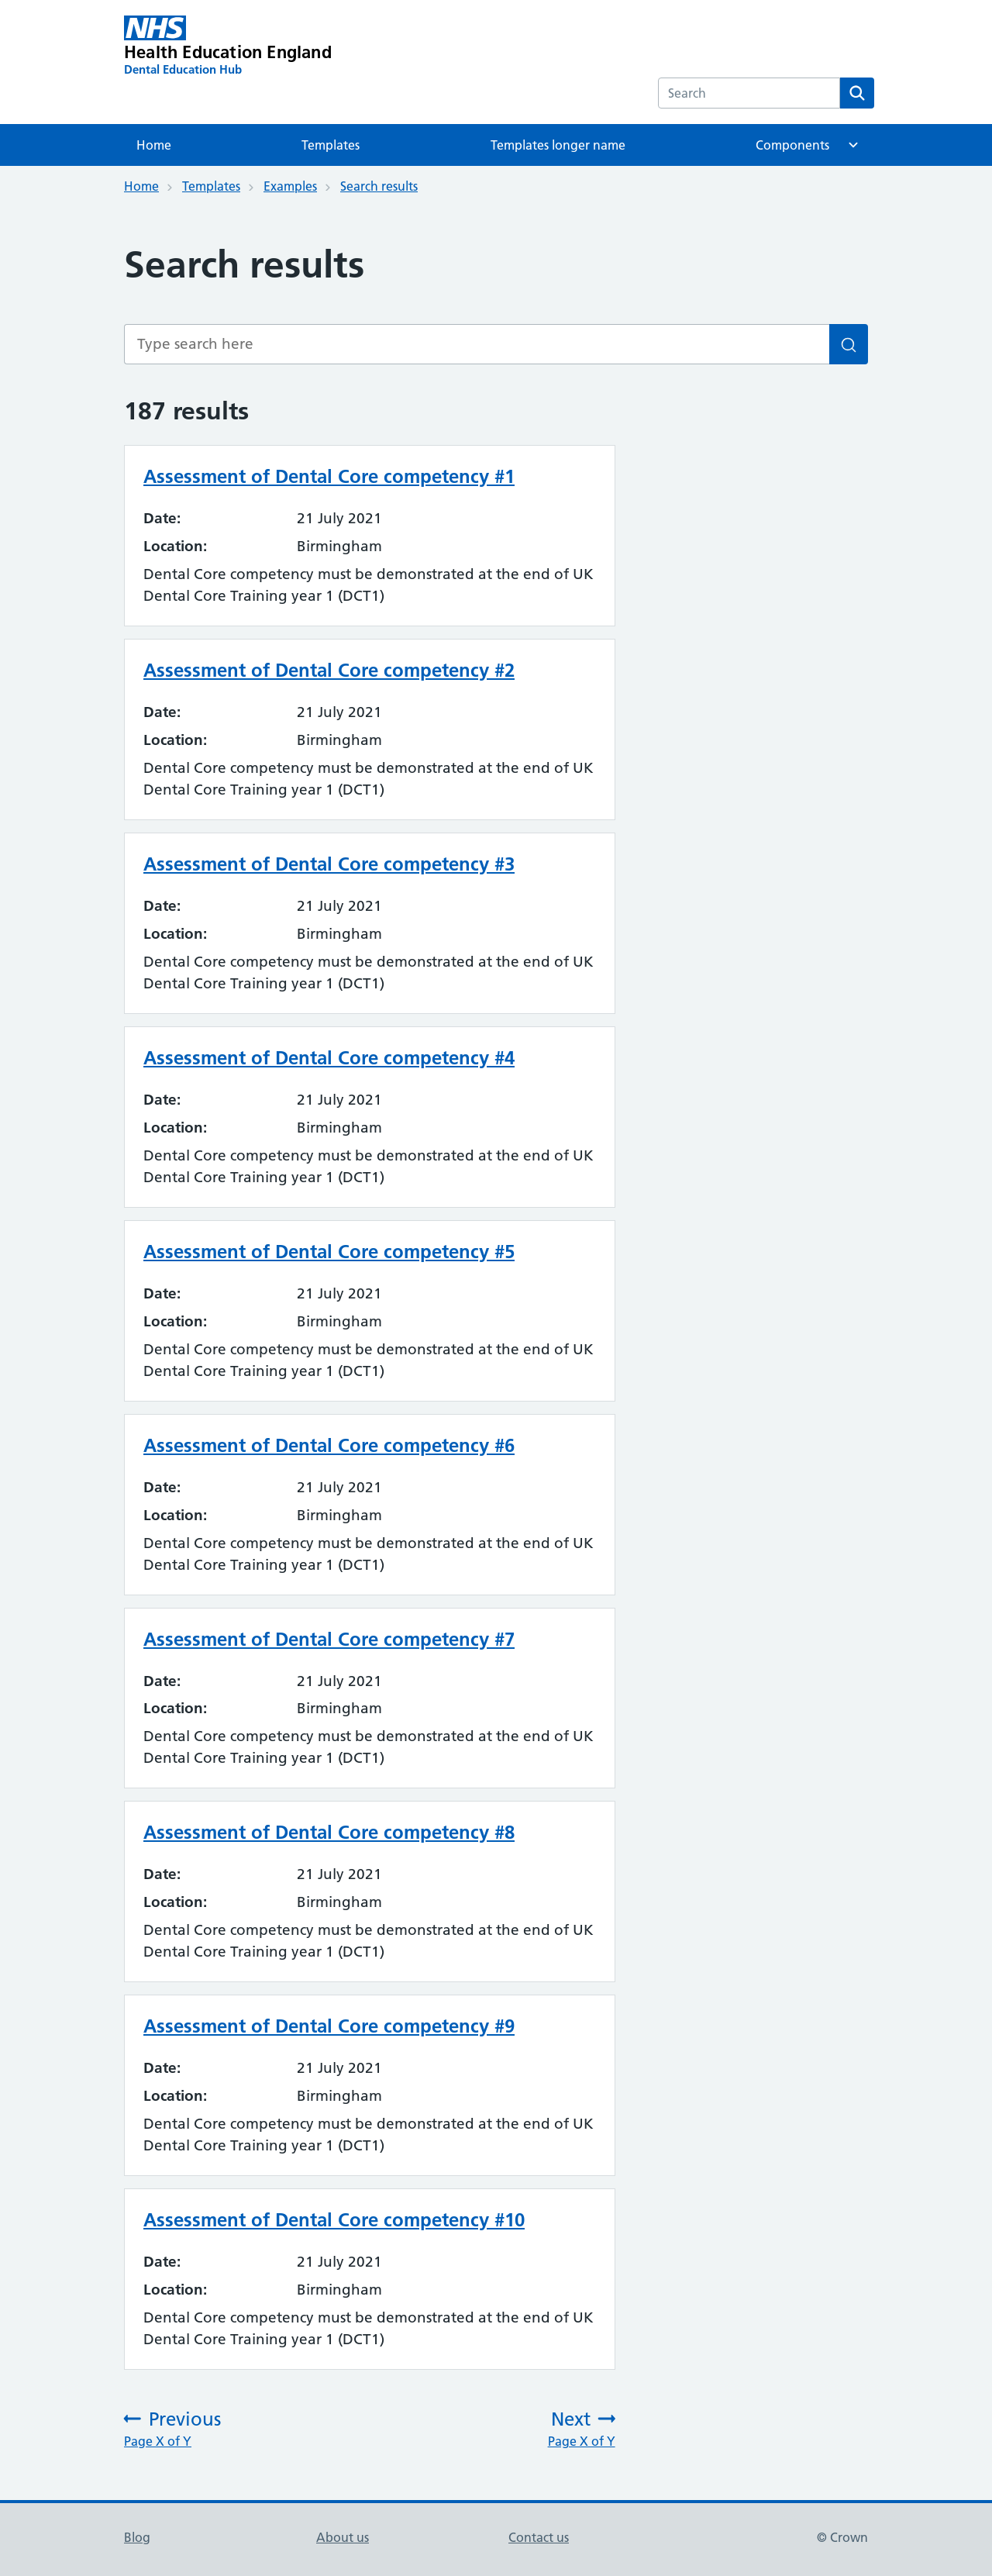 NHS
Health Education England
Dental Education Hub
Search
Home
Templates
Templates longer name
Components
Home
Templates
Examples
Search results
Search results
Type search here
187 results
Assessment of Dental Core competency #1
Date: 21 July 2021
Location: Birmingham
Dental Core competency must be demonstrated at the end of UK
Dental Core Training year 1 (DCT1)
Assessment of Dental Core competency #2
Date: 21 July 2021
Location: Birmingham
Dental Core competency must be demonstrated at the end of UK
Dental Core Training year 1 (DCT1)
Assessment of Dental Core competency #3
Date: 21 July 2021
Location: Birmingham
Dental Core competency must be demonstrated at the end of UK
Dental Core Training year 1 (DCT1)
Assessment of Dental Core competency #4
Date: 21 July 2021
Location: Birmingham
Dental Core competency must be demonstrated at the end of UK
Dental Core Training year 1 (DCT1)
Assessment of Dental Core competency #5
Date: 21 July 2021
Location: Birmingham
Dental Core competency must be demonstrated at the end of UK
Dental Core Training year 1 (DCT1)
Assessment of Dental Core competency #6
Date: 21 July 2021
Location: Birmingham
Dental Core competency must be demonstrated at the end of UK
Dental Core Training year 1 (DCT1)
Assessment of Dental Core competency #7
Date: 21 July 2021
Location: Birmingham
Dental Core competency must be demonstrated at the end of UK
Dental Core Training year 1 (DCT1)
Assessment of Dental Core competency #8
Date: 21 July 2021
Location: Birmingham
Dental Core competency must be demonstrated at the end of UK
Dental Core Training year 1 (DCT1)
Assessment of Dental Core competency #9
Date: 21 July 2021
Location: Birmingham
Dental Core competency must be demonstrated at the end of UK
Dental Core Training year 1 (DCT1)
Assessment of Dental Core competency #10
Date: 21 July 2021
Location: Birmingham
Dental Core competency must be demonstrated at the end of UK
Dental Core Training year 1 (DCT1)
Previous
Page X of Y
Next
Page X of Y
Blog
About us
Contact us
© Crown